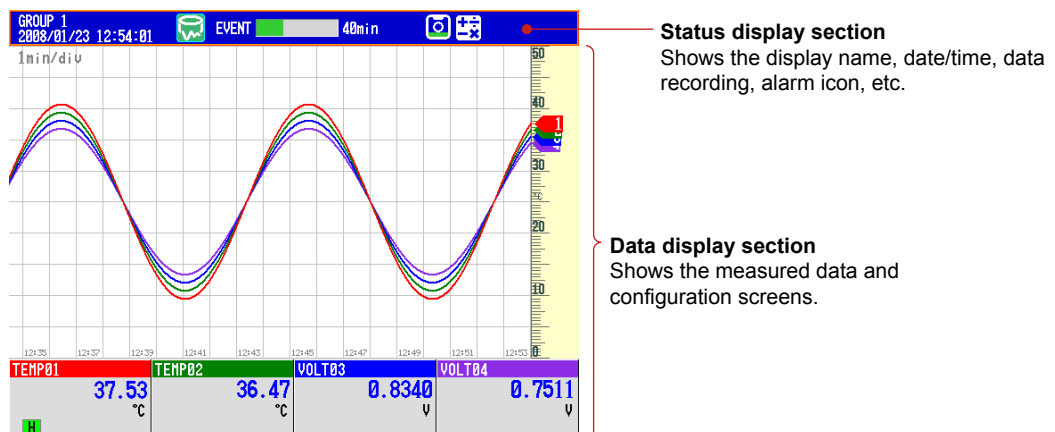 GROUP 1
2008/01/23 12:54:01
EVENT
40min
Status display section
Shows the display name, date/time, data
recording, alarm icon, etc.
1min/div
50
40
1
30
℃
20
10
0
Data display section
Shows the measured data and
configuration screens.
12:35 12:37 12:39 12:41 12:43 12:45 12:47 12:49 12:51 12:53
TEMP01 TEMP02 VOLT03 VOLT04
37.53 36.47 0.8340 0.7511
℃ ℃ V V
H